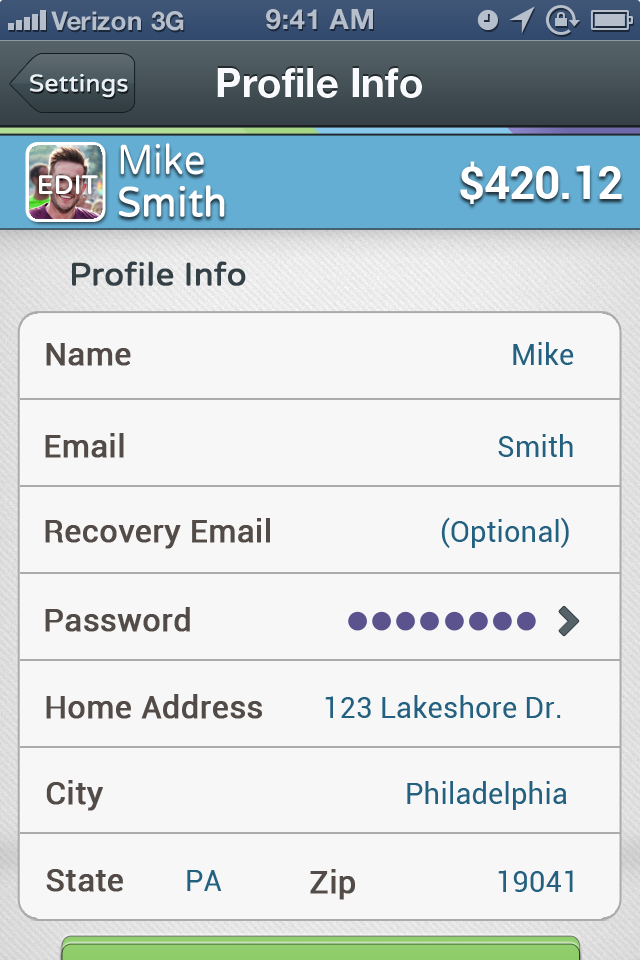 Verizon 3G 9:41 AM
Settings Profile Info
EDIT Mike
Smith $420.12
Profile Info
Name Mike
Email Smith
Recovery Email (Optional)
Password
Home Address 123 Lakeshore Dr.
City Philadelphia
State PA Zip 19041